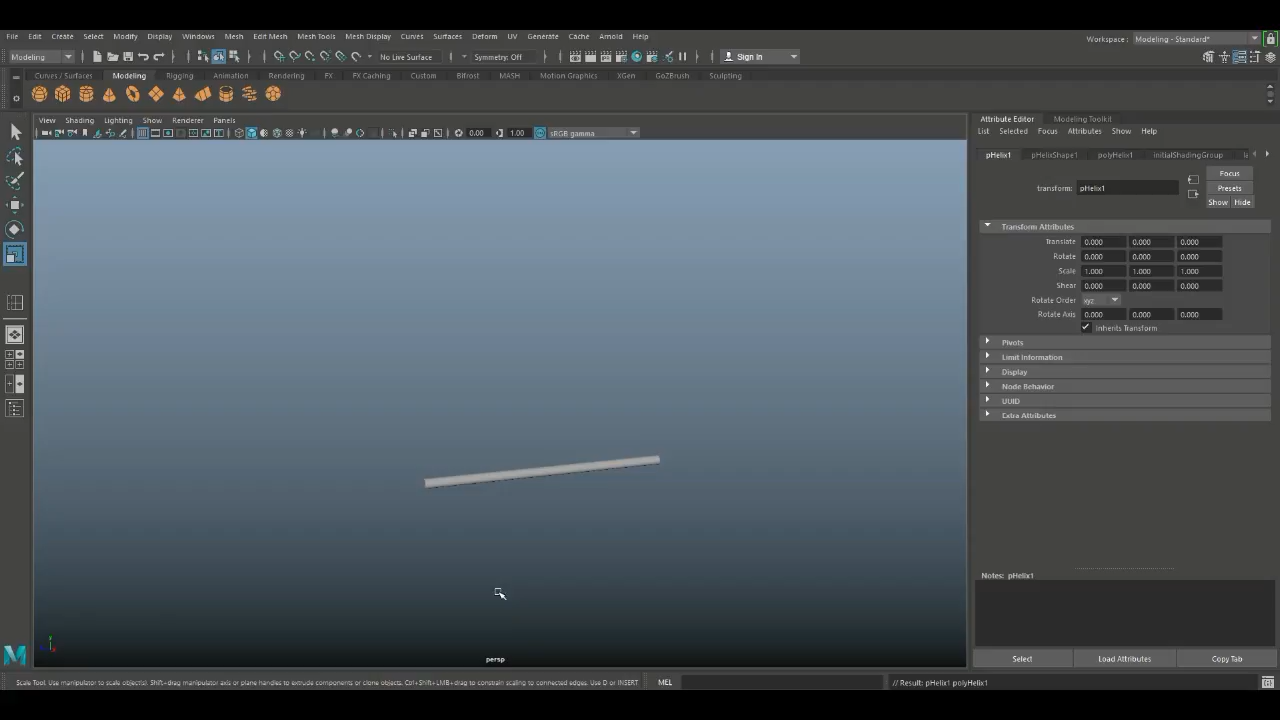 File Edit Create Select Modify Display Windows Mesh Edit Mesh Mesh Tools Mesh Display Curves Surfaces Deform UV Generate Cache Arnold Help
Workspace : Modeling - Standard*
Modeling No Live Surface Symmetry: Off Sign In
Curves / Surfaces Modeling Rigging Animation Rendering FX FX Caching Custom Bifrost MASH Motion Graphics XGen GoZBrush Sculpting
View Shading Lighting Show Renderer Panels
0.00 1.00 sRGB gamma
persp
Attribute Editor Modeling Toolkit
List Selected Focus Attributes Show Help
pHelix1 pHelixShape1 polyHelix1 initialShadingGroup
Focus
transform: pHelix1 Presets
Show Hide
Transform Attributes
Translate 0.000 0.000 0.000
Rotate 0.000 0.000 0.000
Scale 1.000 1.000 1.000
Shear 0.000 0.000 0.000
Rotate Order xyz
Rotate Axis 0.000 0.000 0.000
Inherits Transform
Pivots
Limit Information
Display
Node Behavior
UUID
Extra Attributes
Notes: pHelix1
Select Load Attributes Copy Tab
Scale Tool: Use manipulator to scale object(s). Shift+drag manipulator axis or plane handles to extrude components or clone objects. Ctrl+Shift+LMB+drag to constrain scaling to connected edges. Use D or INSERT. MEL // Result: pHelix1 polyHelix1